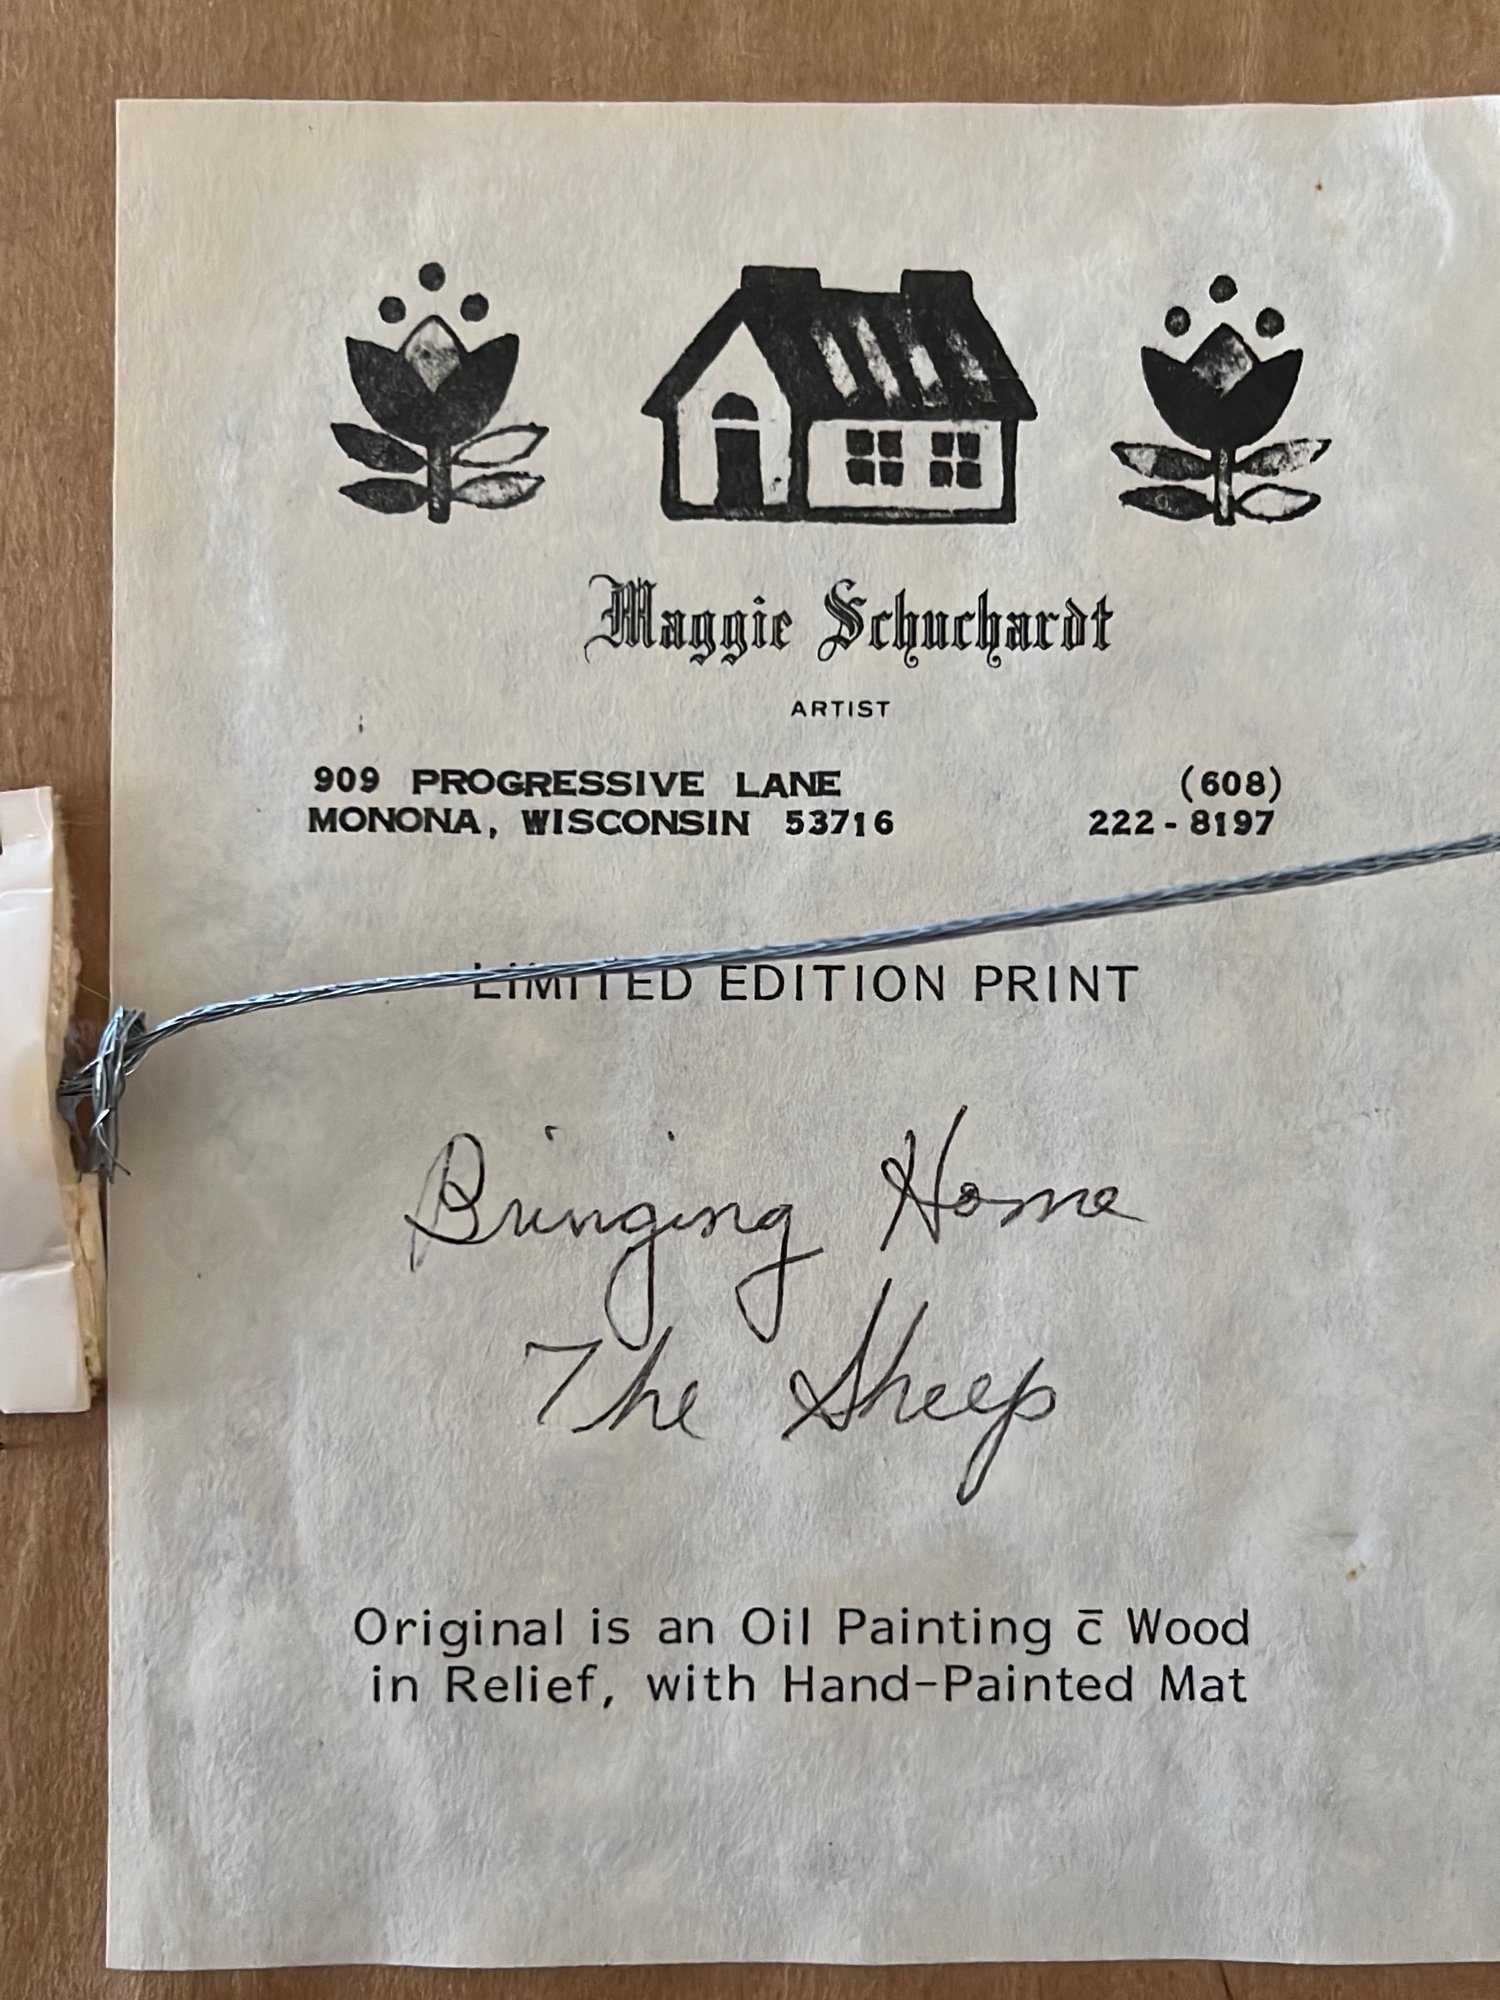 Maggie Schuchardt
ARTIST
909 PROGRESSIVE LANE (608)
MONONA, WISCONSIN 53716 222-8197
LIMITED EDITION PRINT
Bringing Home
The Sheep
Original is an Oil Painting c̄ Wood
in Relief, with Hand-Painted Mat